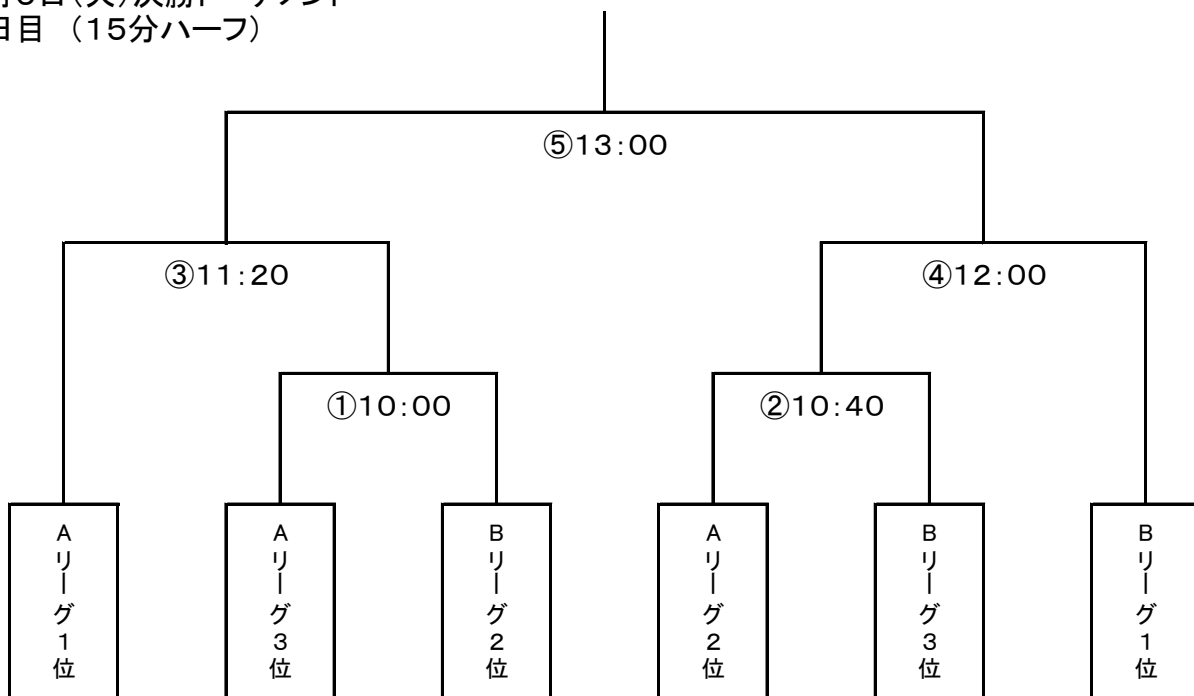 日目 （15分ハーフ）
⑤13:00
③11:20
④12:00
①10:00
②10:40
Aリーグ1位
Aリーグ3位
Bリーグ2位
Aリーグ2位
Bリーグ3位
Bリーグ1位